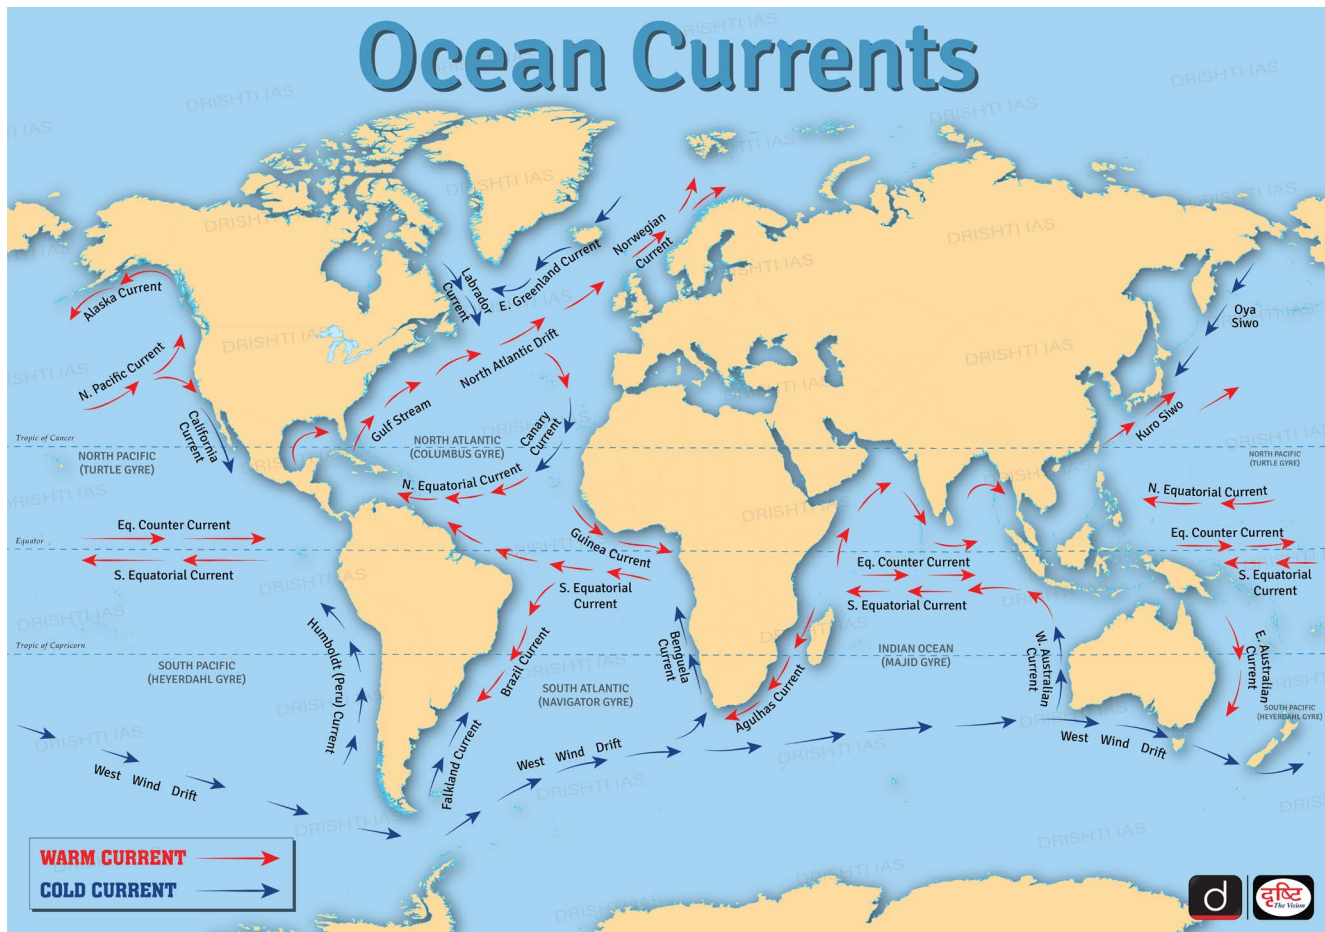 Ocean Currents
DRISHTI IAS
Norwegian
Current
E. Greenland Current
Labrador
Current
Alaska Current
N. Pacific Current
North Atlantic Drift
Gulf Stream
Oya
Siwo
Kuro Siwo
California
Current
Canary
Current
Tropic of Cancer
NORTH PACIFIC
(TURTLE GYRE)
NORTH ATLANTIC
(COLUMBUS GYRE)
NORTH PACIFIC
(TURTLE GYRE)
N. Equatorial Current
N. Equatorial Current
Eq. Counter Current
Equator
S. Equatorial Current
Guinea Current
S. Equatorial
Current
Eq. Counter Current
S. Equatorial Current
Eq. Counter Current
S. Equatorial
Current
Humboldt (Peru) Current
Brazil Current
Benguela
Current
Agulhas Current
W. Australian
Current
E. Australian
Current
Tropic of Capricorn
SOUTH PACIFIC
(HEYERDAHL GYRE)
SOUTH ATLANTIC
(NAVIGATOR GYRE)
INDIAN OCEAN
(MAJID GYRE)
SOUTH PACIFIC
(HEYERDAHL GYRE)
West Wind Drift
Falkland Current
West Wind Drift
West Wind Drift
WARM CURRENT
COLD CURRENT
d
दृष्टि
The Vision